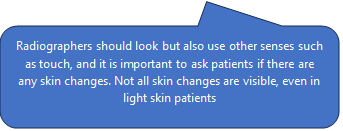 Radiographers should look but also use other senses such
as touch, and it is important to ask patients if there are
any skin changes. Not all skin changes are visible, even in
light skin patients